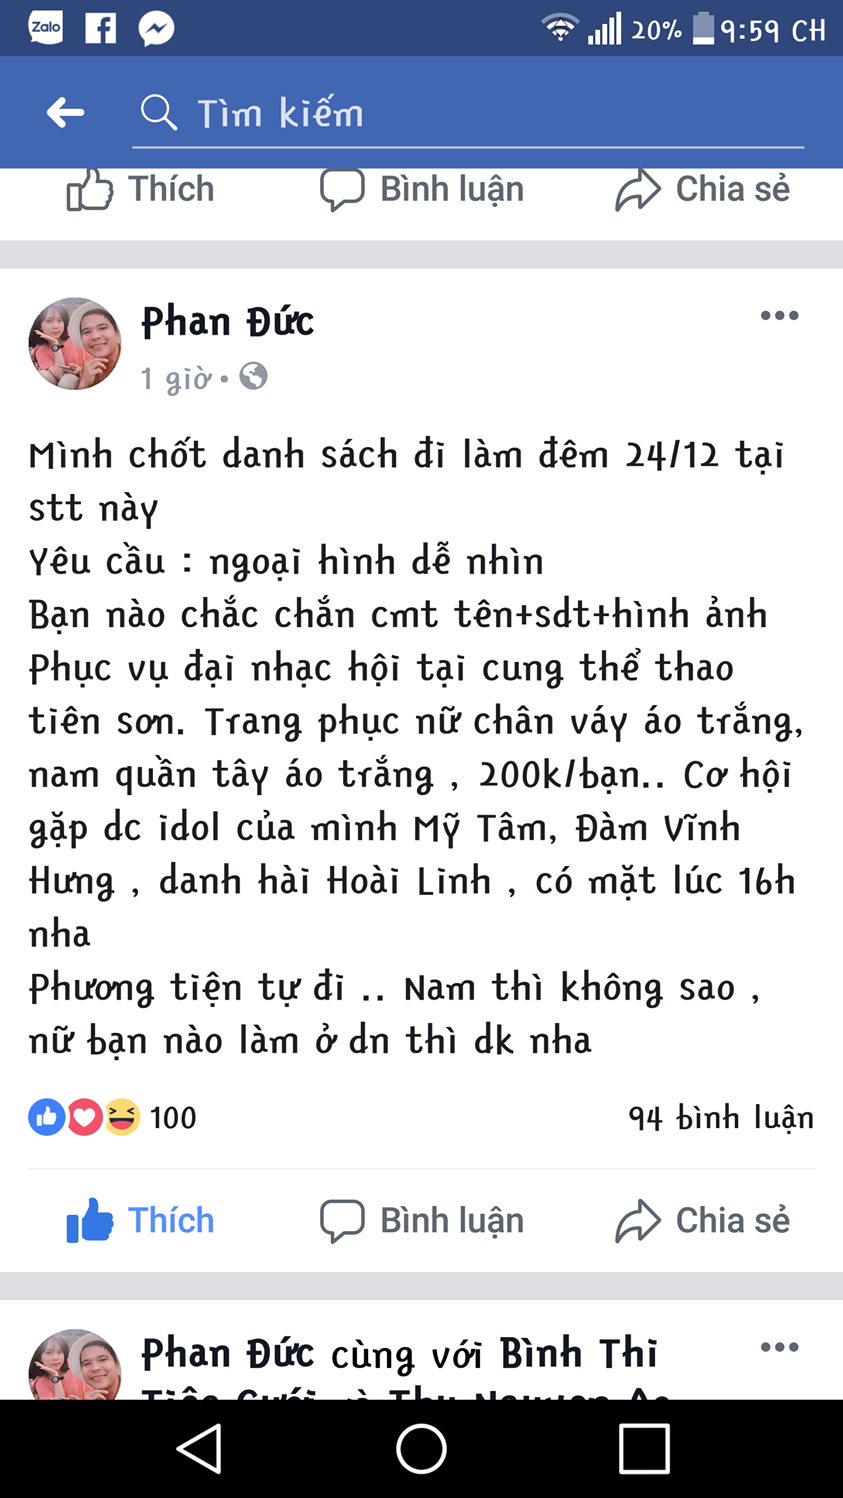 Zalo
20% 9:59 CH
Tìm kiếm
Thích Bình luận Chia sẻ
Phan Đức
1 giờ
Mình chốt danh sách đi làm đêm 24/12 tại
stt này
Yêu cầu : ngoại hình dễ nhìn
Bạn nào chắc chắn cmt tên+sdt+hình ảnh
Phục vụ đại nhạc hội tại cung thể thao
tiên sơn. Trang phục nữ chân váy áo trắng,
nam quần tây áo trắng , 200k/bạn.. Cơ hội
gặp dc idol của mình Mỹ Tâm, Đàm Vĩnh
Hưng , danh hài Hoài Linh , có mặt lúc 16h
nha
Phương tiện tự đi .. Nam thì không sao ,
nữ bạn nào làm ở dn thì dk nha
100 94 bình luận
Thích Bình luận Chia sẻ
Phan Đức cùng với Bình Thi